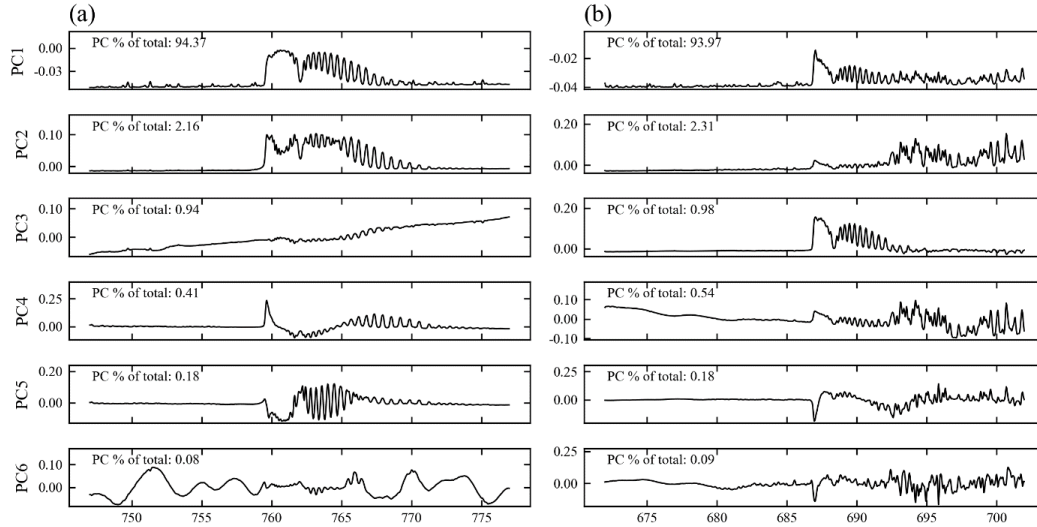 (a) (b)
PC1 0.00 -0.03 PC % of total: 94.37 -0.02 -0.04 PC % of total: 93.97
PC2 0.10 0.00 PC % of total: 2.16 0.20 0.00 PC % of total: 2.31
PC3 0.10 0.00 PC % of total: 0.94 0.20 0.00 PC % of total: 0.98
PC4 0.25 0.00 PC % of total: 0.41 0.10 0.00 -0.10 PC % of total: 0.54
PC5 0.20 0.00 PC % of total: 0.18 0.25 0.00 PC % of total: 0.18
PC6 0.10 0.00 PC % of total: 0.08 0.25 0.00 PC % of total: 0.09
750 755 760 765 770 775 675 680 685 690 695 700